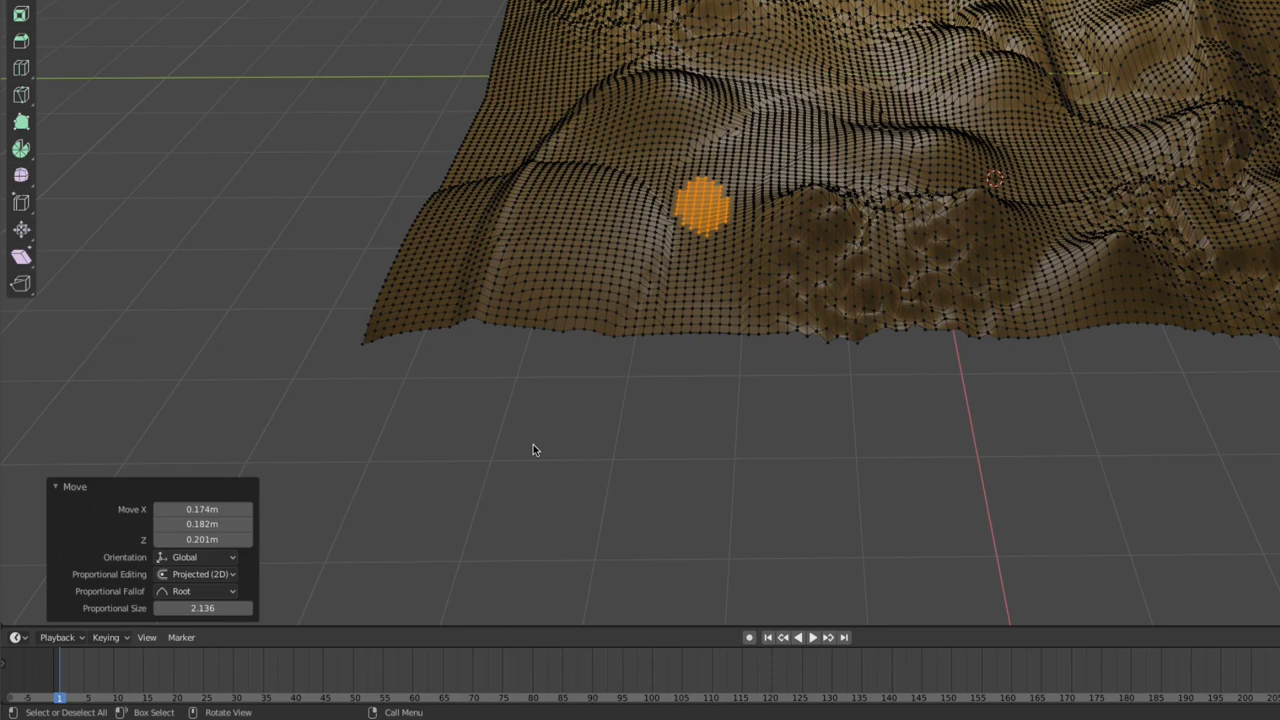 Move
Move X 0.174m
0.182m
Z 0.201m
Orientation Global
Proportional Editing Projected (2D)
Proportional Fallof Root
Proportional Size 2.136
Playback Keying View Marker
-5 1 5 10 15 20 25 30 35 40 45 50 55 60 65 70 75 80 85 90 95 100 105 110 115 120 125 130 135 140 145 150 155 160 165 170 175 180 185 190 195 200
Select or Deselect All Box Select Rotate View Call Menu